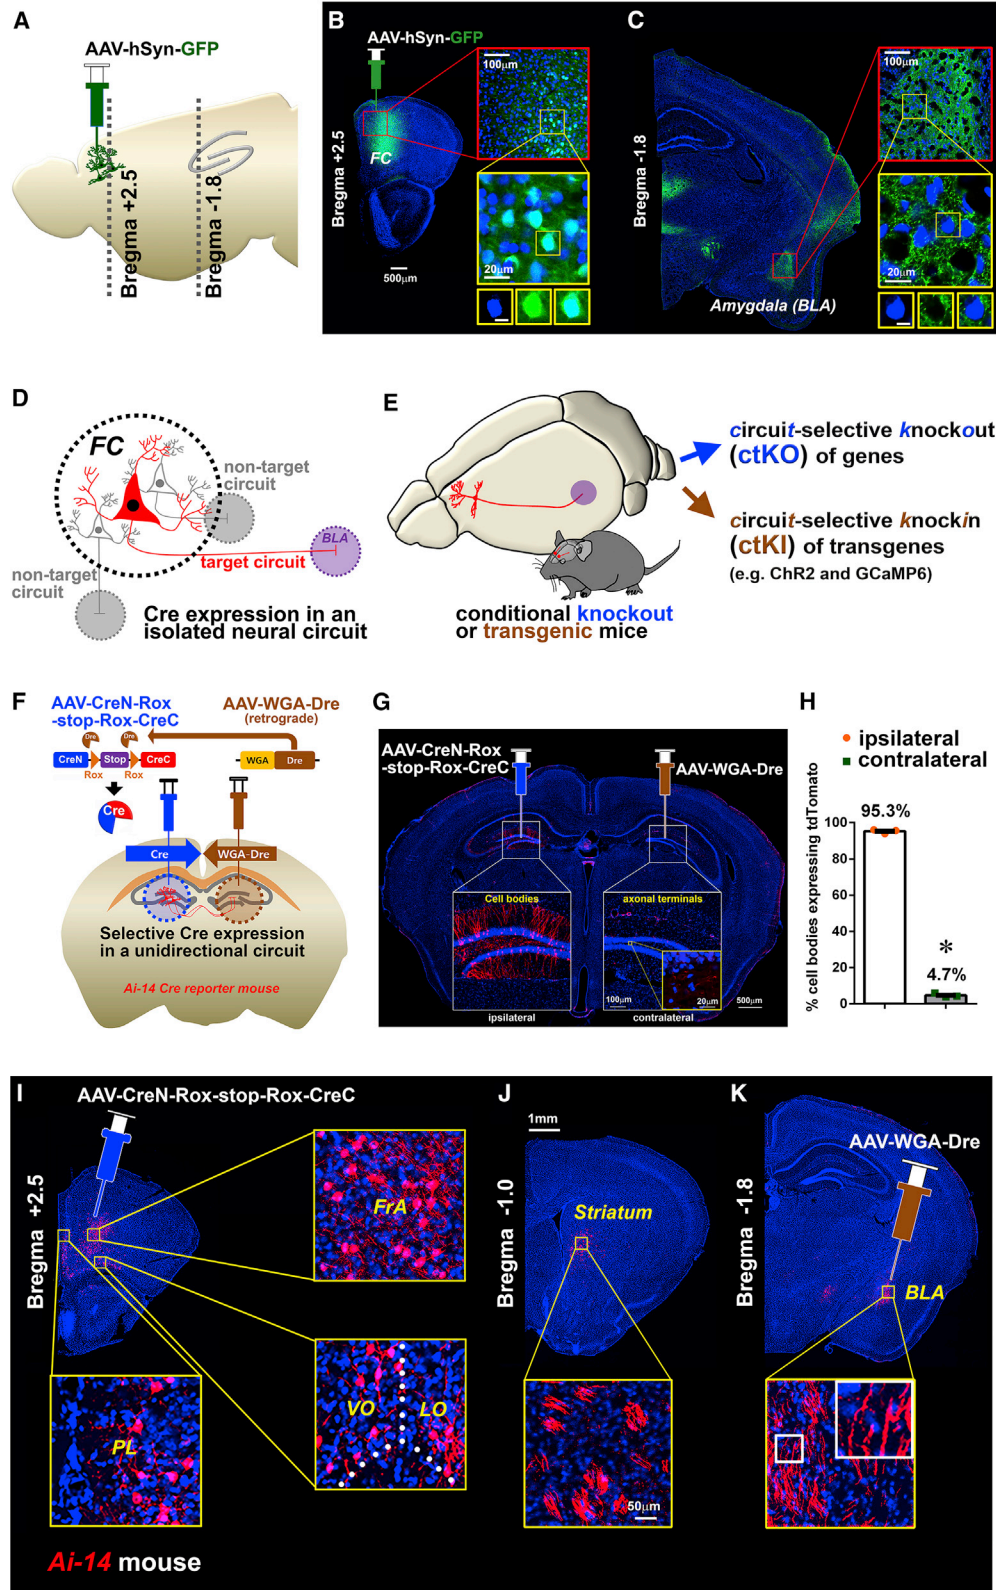 A
AAV-hSyn-GFP
Bregma +2.5
Bregma -1.8
B
AAV-hSyn-GFP
Bregma +2.5
FC
500µm
100µm
20µm
C
Bregma -1.8
Amygdala (BLA)
100µm
20µm
D
FC
non-target
circuit
BLA
target circuit
non-target
circuit
Cre expression in an
isolated neural circuit
E
circuit-selective knockout
(ctKO) of genes
circuit-selective knockin
(ctKI) of transgenes
(e.g. ChR2 and GCaMP6)
conditional knockout
or transgenic mice
F
AAV-CreN-Rox
-stop-Rox-CreC
AAV-WGA-Dre
(retrograde)
Dre
Dre
CreN
Stop
CreC
WGA
Dre
Rox
Rox
Cre
Cre
WGA-Dre
Selective Cre expression
in a unidirectional circuit
Ai-14 Cre reporter mouse
G
AAV-CreN-Rox
-stop-Rox-CreC
AAV-WGA-Dre
Cell bodies
axonal terminals
100µm
20µm
500µm
ipsilateral
contralateral
H
ipsilateral
contralateral
% cell bodies expressing tdTomato
100
80
60
40
20
0
95.3%
*
4.7%
I
AAV-CreN-Rox-stop-Rox-CreC
Bregma +2.5
FrA
PL
VO
LO
Ai-14 mouse
J
1mm
Bregma -1.0
Striatum
50µm
K
AAV-WGA-Dre
Bregma -1.8
BLA